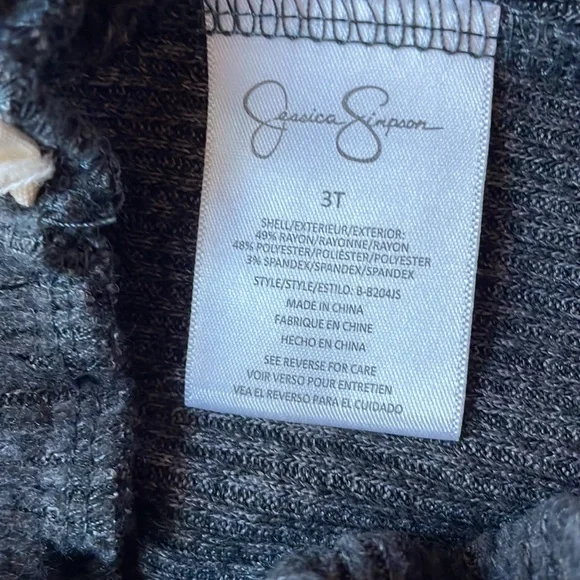 Jessica Simpson
3T
SHELL/EXTERIEUR/EXTERIOR:
49% RAYON/RAYONNE/RAYON
48% POLYESTER/POLIÉSTER/POLYESTER
3% SPANDEX/SPANDEX/SPANDEX
STYLE/STYLE/ESTILO: B-B204JS
MADE IN CHINA
FABRIQUE EN CHINE
HECHO EN CHINA
SEE REVERSE FOR CARE
VOIR VERSO POUR ENTRETIEN
VEA EL REVERSO PARA EL CUIDADO